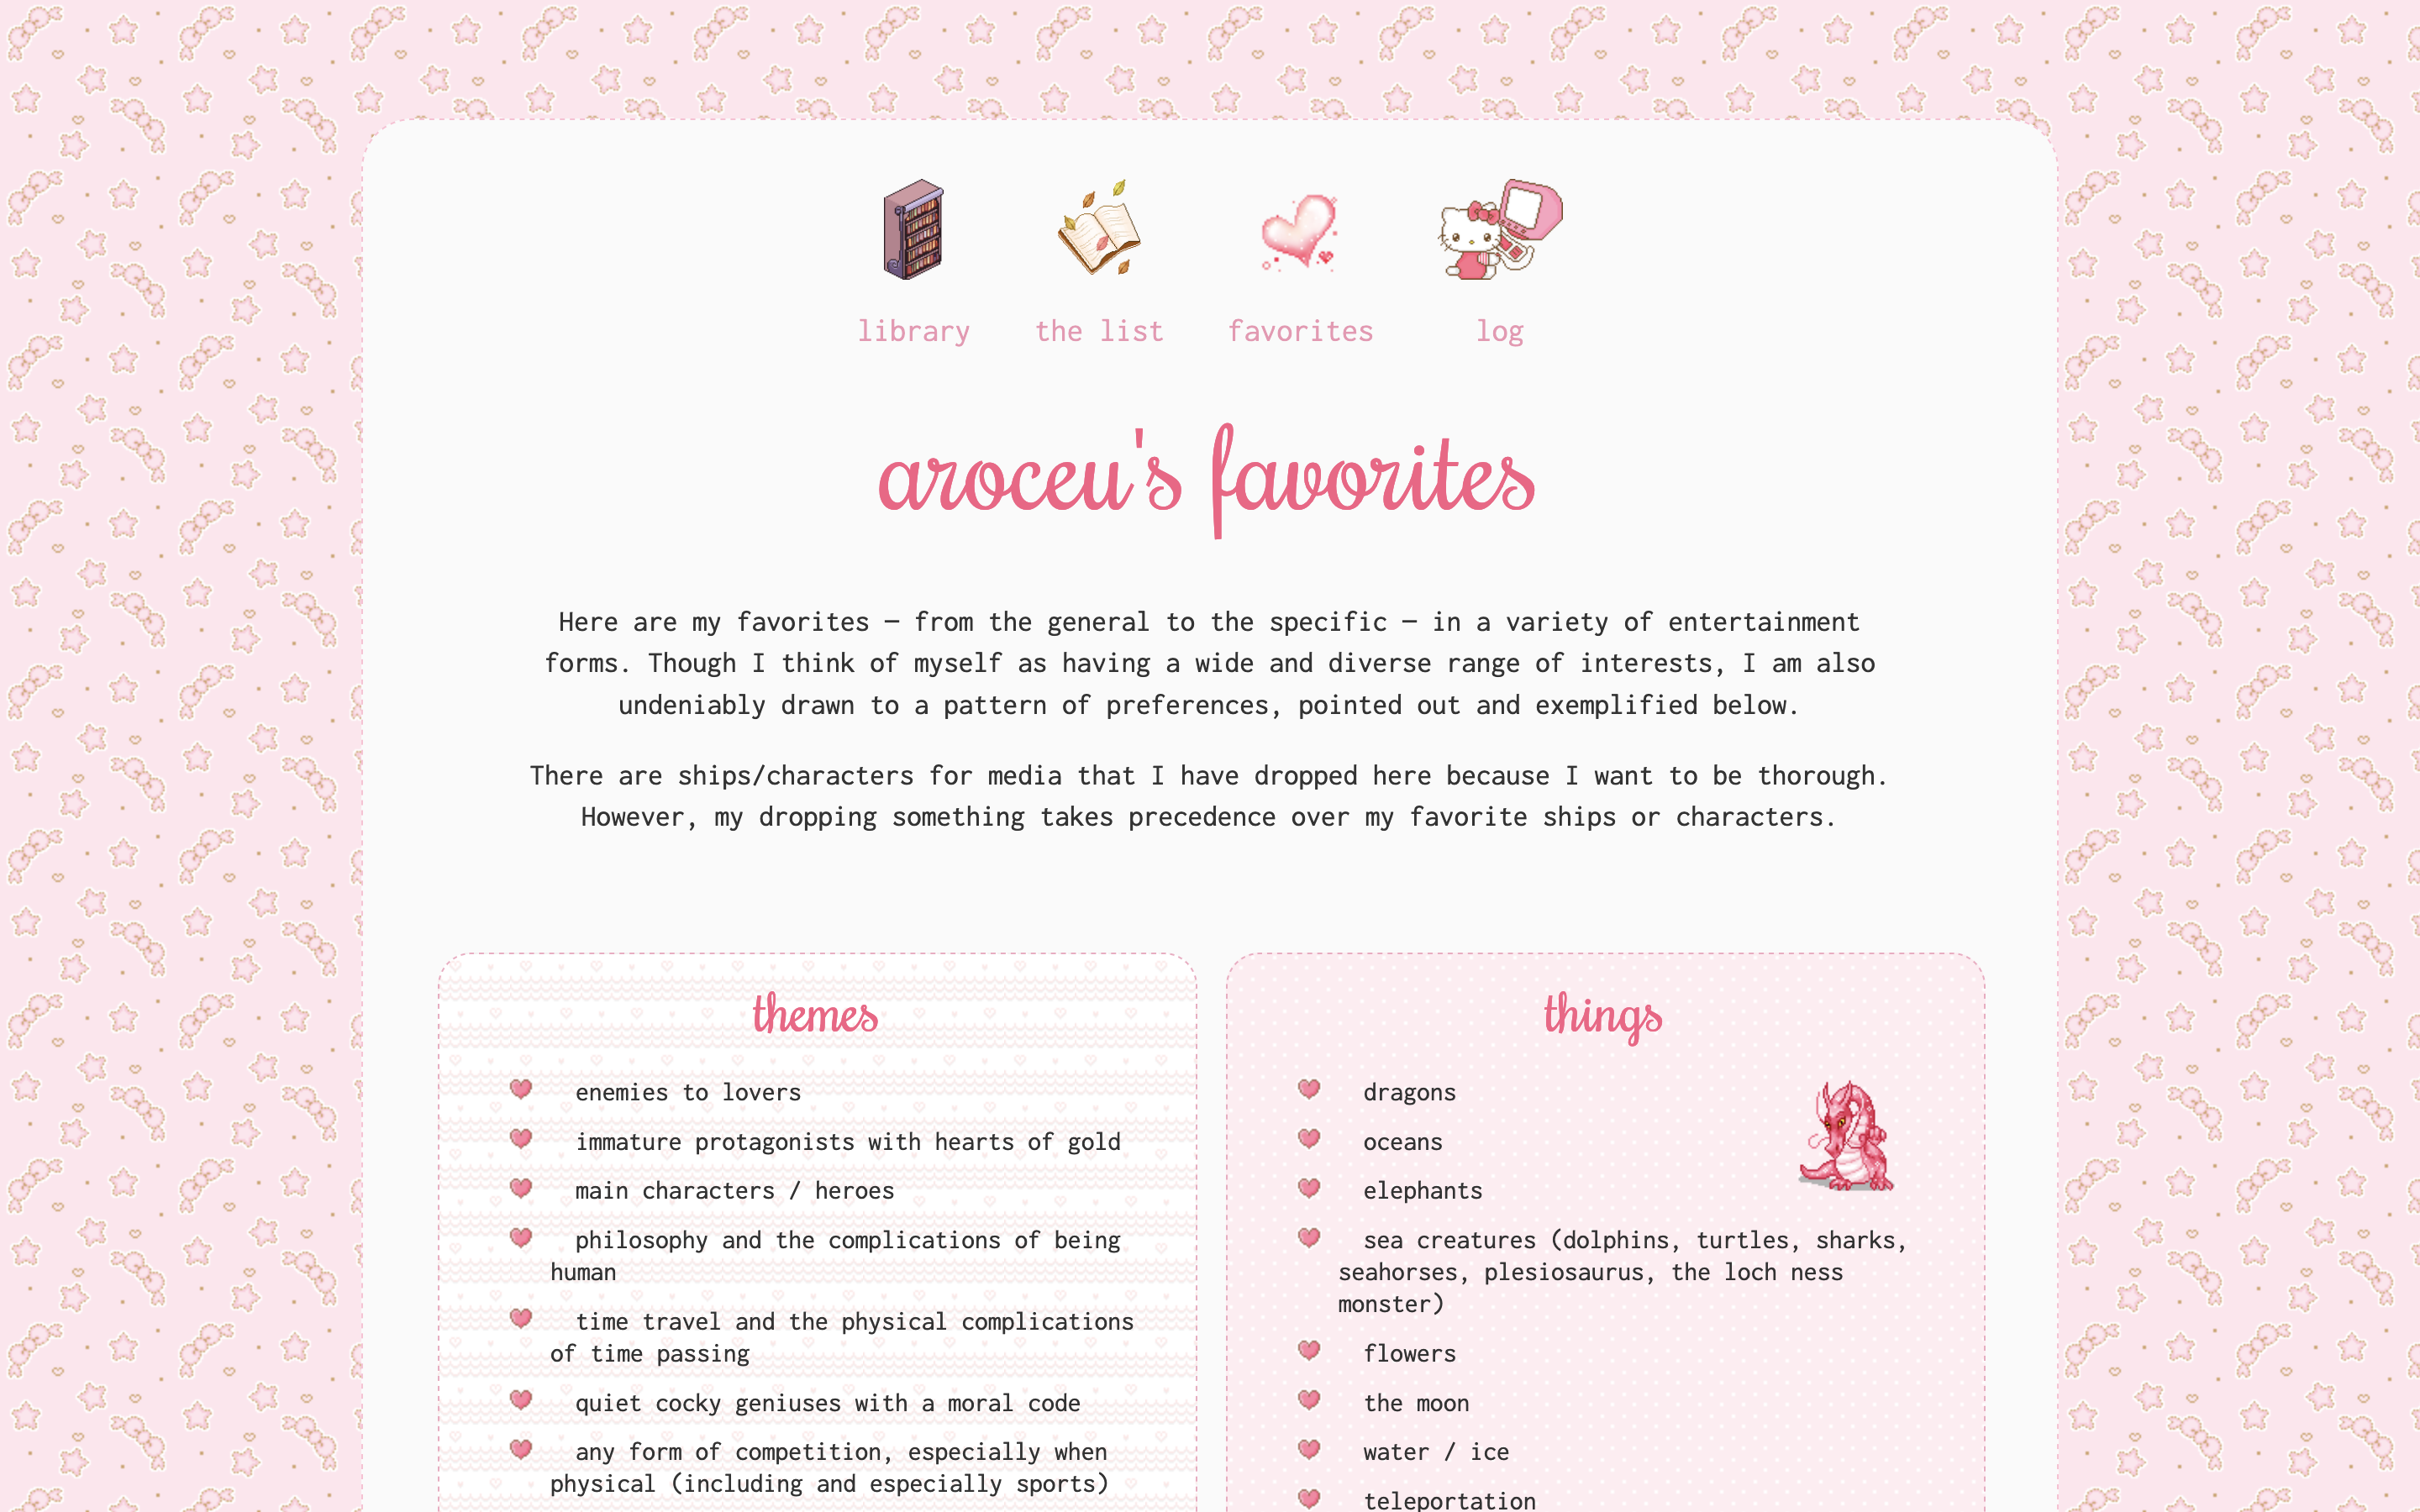 library
the list
favorites
log
aroceu's favorites
Here are my favorites — from the general to the specific — in a variety of entertainment
forms. Though I think of myself as having a wide and diverse range of interests, I am also
undeniably drawn to a pattern of preferences, pointed out and exemplified below.
There are ships/characters for media that I have dropped here because I want to be thorough.
However, my dropping something takes precedence over my favorite ships or characters.
themes
enemies to lovers
immature protagonists with hearts of gold
main characters / heroes
philosophy and the complications of being
human
time travel and the physical complications
of time passing
quiet cocky geniuses with a moral code
any form of competition, especially when
physical (including and especially sports)
things
dragons
oceans
elephants
sea creatures (dolphins, turtles, sharks,
seahorses, plesiosaurus, the loch ness
monster)
flowers
the moon
water / ice
teleportation